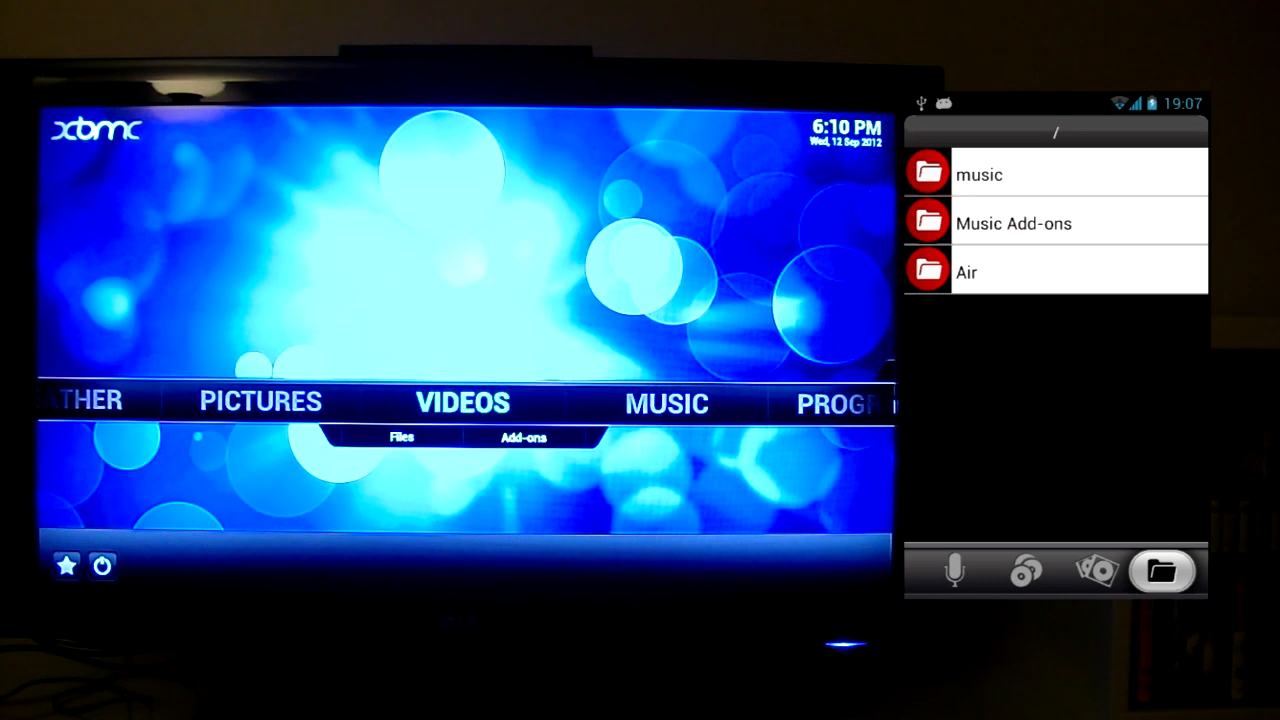 xbmc
6:10 PM
Wed, 12 Sep 2012
ATHER PICTURES VIDEOS MUSIC PROGR
Files Add-ons
19:07
/
music
Music Add-ons
Air